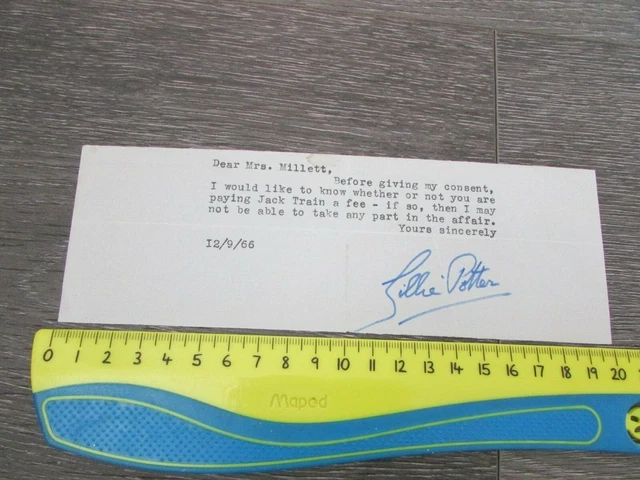 Dear Mrs. Millett,
Before giving my consent,
I would like to know whether or not you are
paying Jack Train a fee - if so, then I may
not be able to take any part in the affair.
Yours sincerely
I2/9/66
Gillie Potter
0 1 2 3 4 5 6 7 8 9 10 11 12 13 14 15 16 17 18 19 20
Maped